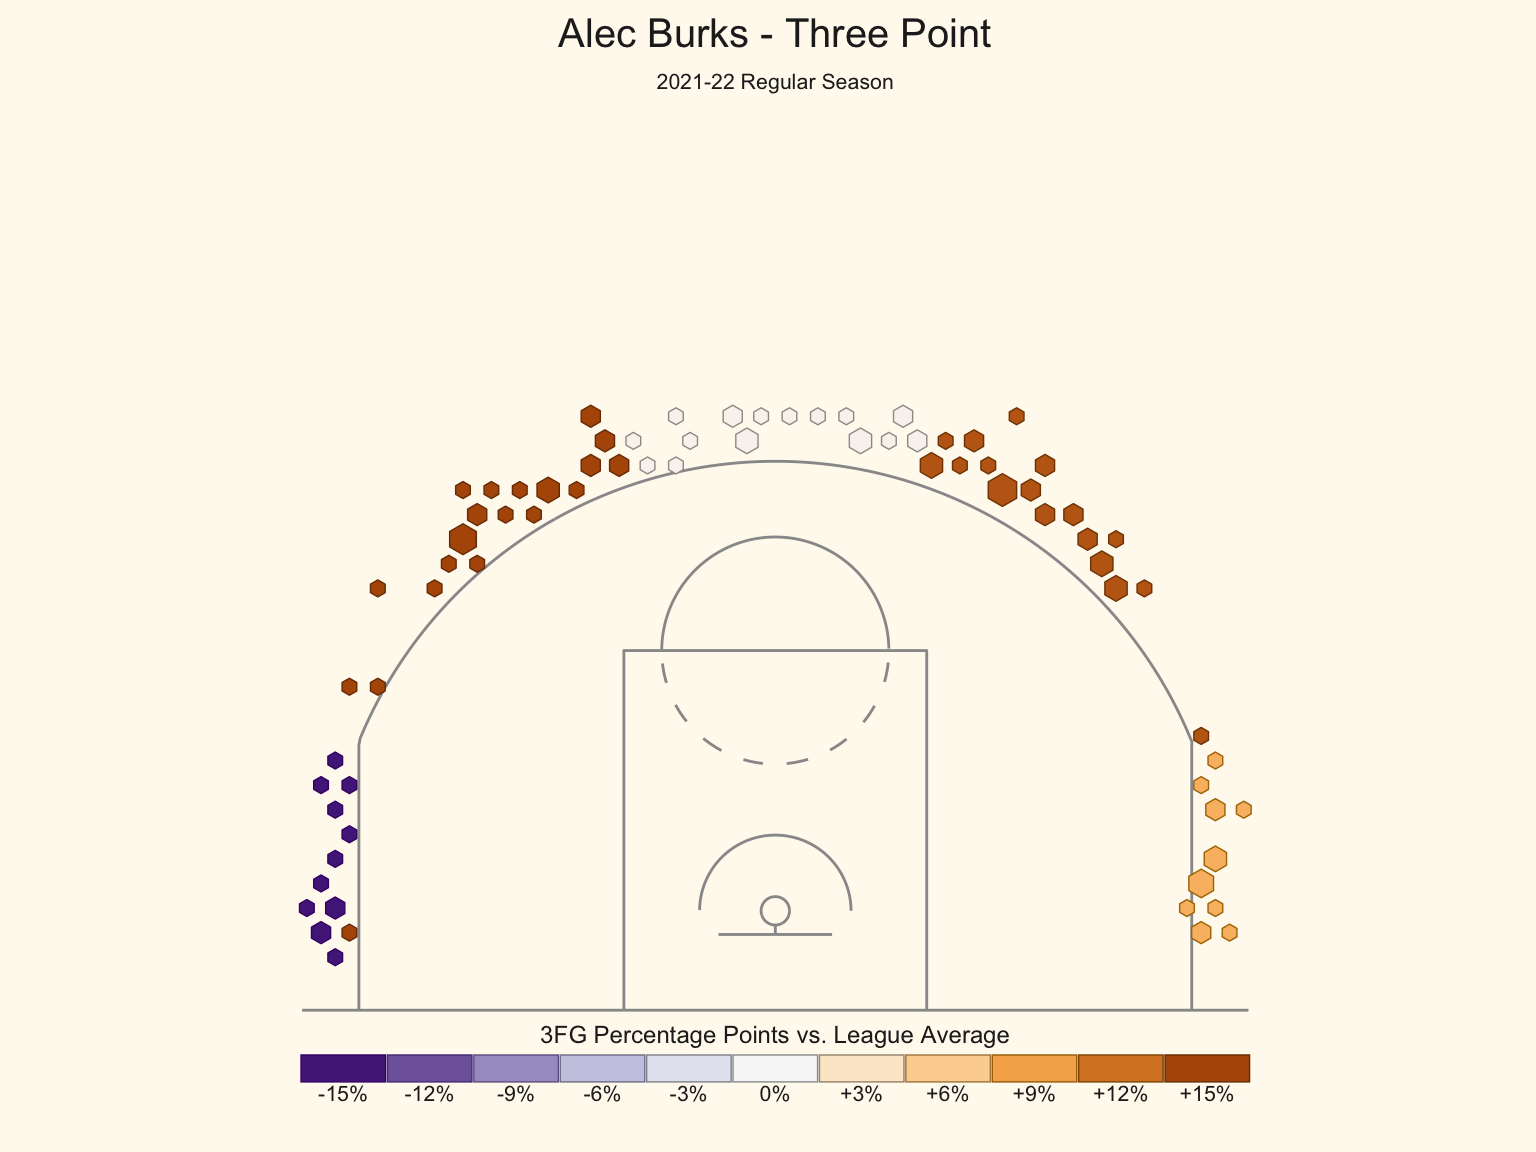 Alec Burks - Three Point
2021-22 Regular Season
3FG Percentage Points vs. League Average
-15% -12% -9% -6% -3% 0% +3% +6% +9% +12% +15%